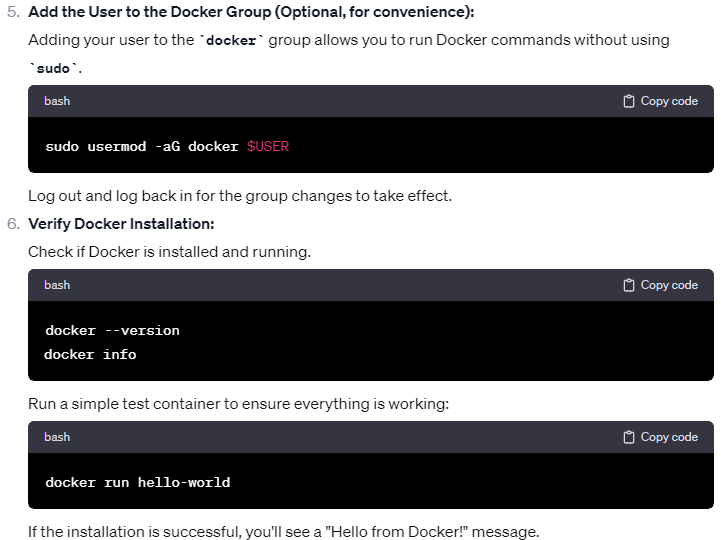 5. Add the User to the Docker Group (Optional, for convenience):
Adding your user to the `docker` group allows you to run Docker commands without using
`sudo`.
bash Copy code
sudo usermod -aG docker $USER
Log out and log back in for the group changes to take effect.
6. Verify Docker Installation:
Check if Docker is installed and running.
bash Copy code
docker --version
docker info
Run a simple test container to ensure everything is working:
bash Copy code
docker run hello-world
If the installation is successful, you'll see a "Hello from Docker!" message.